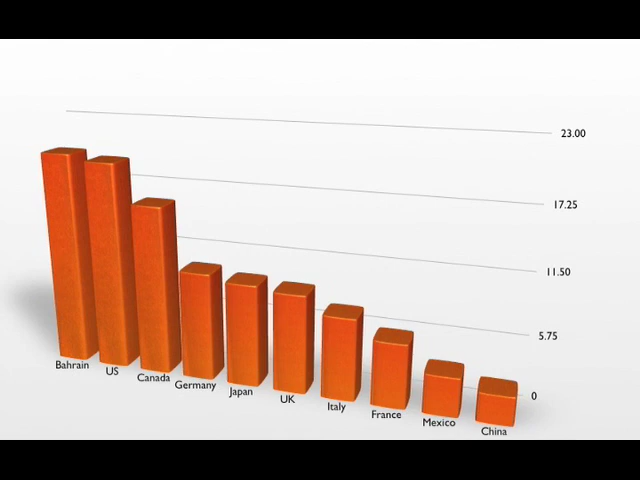 23.00
17.25
11.50
5.75
0
Bahrain
US
Canada
Germany
Japan
UK
Italy
France
Mexico
China